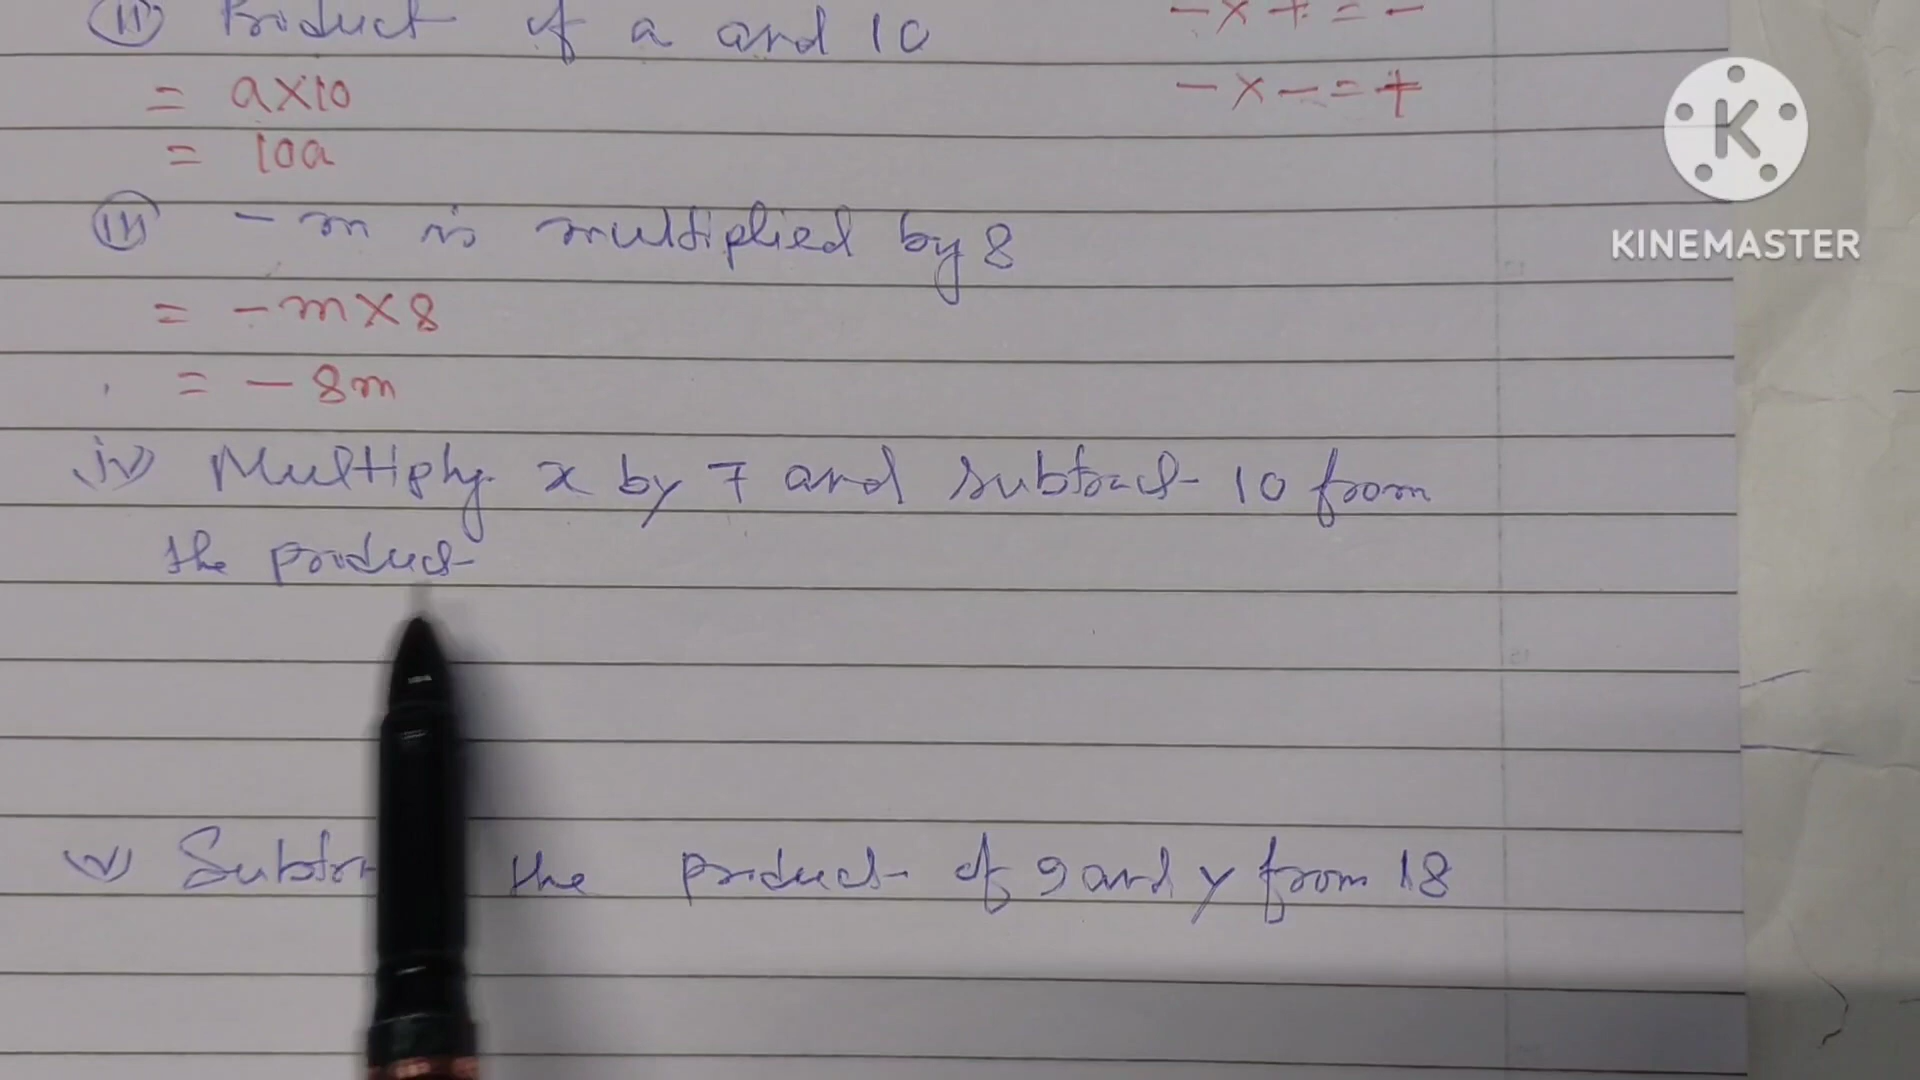 (ii) Product of a and 10
- × + = -
= a×10
- × - = +
= 10a
(iii) - m is multiplied by 8
= - m × 8
= - 8m
iv) Multiply x by 7 and subtract 10 from
the product
v) Subtra the product of 9 and y from 18
K
KINEMASTER